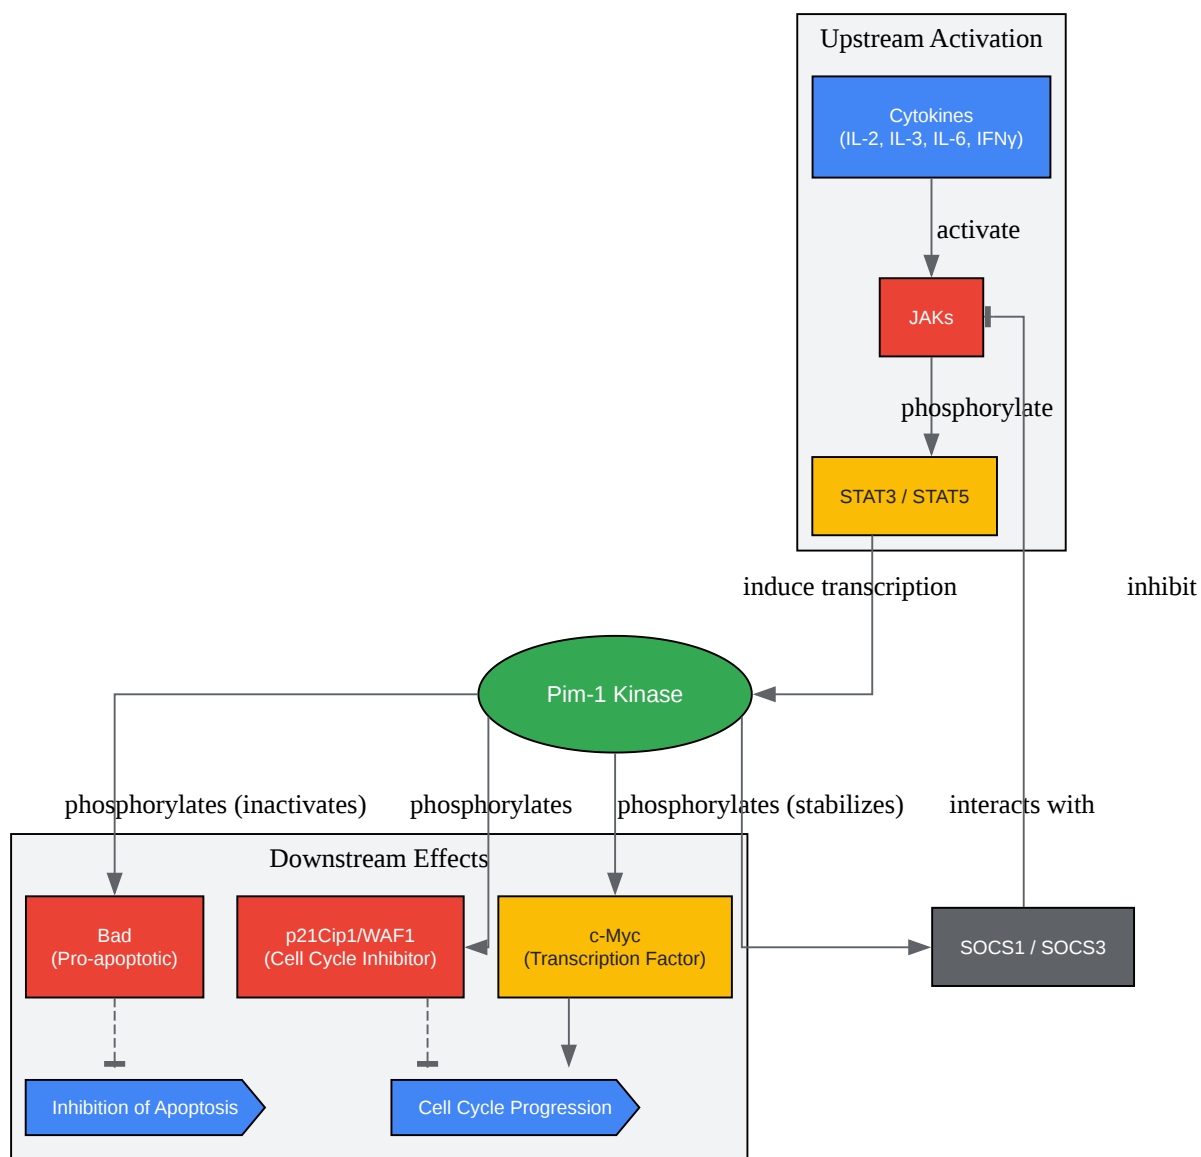 Upstream Activation
Cytokines
(IL-2, IL-3, IL-6, IFNγ)
activate
JAKs
phosphorylate
STAT3 / STAT5
induce transcription
inhibit
Pim-1 Kinase
phosphorylates (inactivates)
phosphorylates
phosphorylates (stabilizes)
interacts with
Downstream Effects
Bad
(Pro-apoptotic)
p21Cip1/WAF1
(Cell Cycle Inhibitor)
c-Myc
(Transcription Factor)
SOCS1 / SOCS3
Inhibition of Apoptosis
Cell Cycle Progression